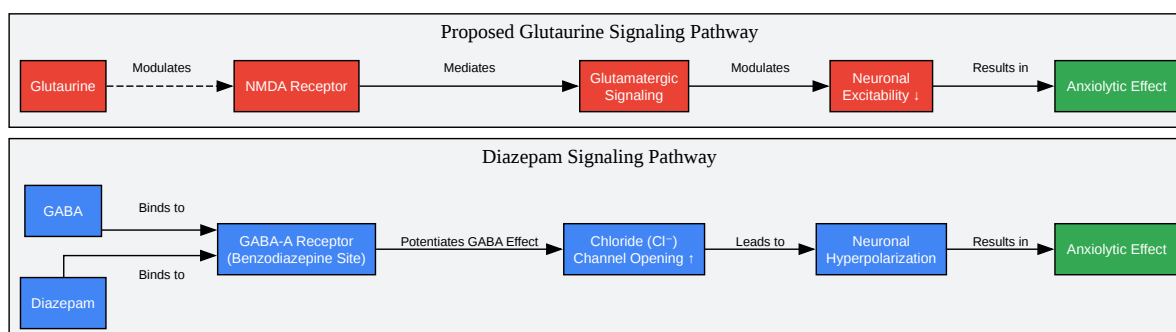 Proposed Glutaurine Signaling Pathway
Glutaurine
Modulates
NMDA Receptor
Mediates
Glutamatergic
Signaling
Modulates
Neuronal
Excitability ↓
Results in
Anxiolytic Effect
Diazepam Signaling Pathway
GABA
Binds to
Diazepam
Binds to
GABA-A Receptor
(Benzodiazepine Site)
Potentiates GABA Effect
Chloride (Cl⁻)
Channel Opening ↑
Leads to
Neuronal
Hyperpolarization
Results in
Anxiolytic Effect